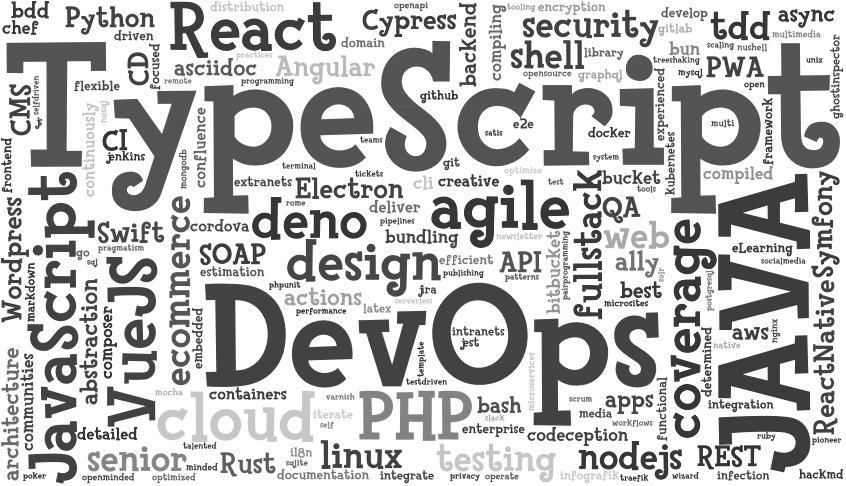 bdd
chef
Python
driven
React
distribution
domain
openapi
Cypress
backend
compiling
tooling
encryption
security
shell
library
develop
gitlab
bun
tdd
scaling
nushell
async
multimedia
unix
CD
focused
asciidoc
practices
remote
programming
Angular
opensource
graphql
treeshaking
mysql
PWA
open
ghostinspector
flexible
CMS
selfdriven
TypeScript
continuously
nosql
CI
jenkins
mongodb
confluence
github
teams
satis
e2e
docker
experienced
kubernetes
multi
framework
frontend
terminal
git
system
tickets
optimize
test
extranets
Electron
cli
creative
bucket
tools
compiled
Wordpress
JavaScript
rome
deliver
pipelines
agile
fullstack
QA
Swift
ecommerce
cordova
deno
bundling
newsletter
web
coverage
JAVA
ReactNativeSymfony
go
sql
pragmatism
SOAP
estimation
design
efficient
publishing
API
patterns
bitbucket
pairprogramming
ally
solr
eLearning
socialmedia
markdown
abstraction
composer
VueJS
embedded
phpunit
actions
performance
latex
jra
serverless
best
microsites
postgresql
DevOps
intranets
jest
template
testdriven
microservices
aws
nginx
native
determined
architecture
communities
mocha
containers
varnish
cloud
iterate
self
PHP
bash
slack
enterprise
scrum
media
apps
workflows
functional
integration
detailed
talented
codeception
ruby
pioneer
poker
senior
openminded
minded
optimized
Rust
i18n
sqlite
documentation
linux
integrate
testing
privacy
operate
infografik
nodejs
traefik
REST
wizard
infection
hackmd